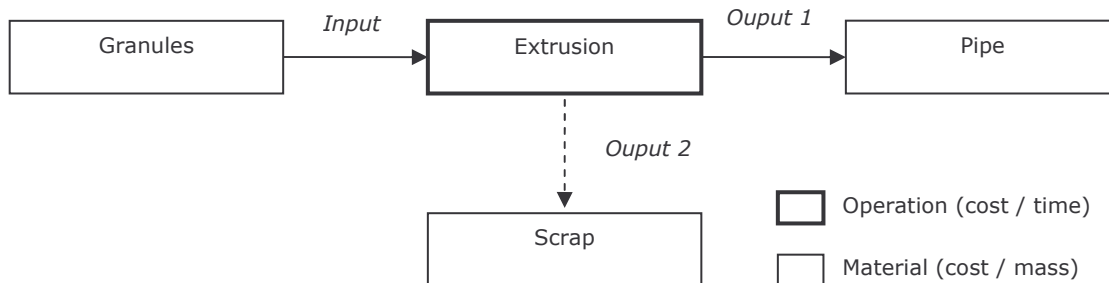 Input
Ouput 1
Granules
Extrusion
Pipe
Ouput 2
Scrap
Operation (cost / time)
Material (cost / mass)